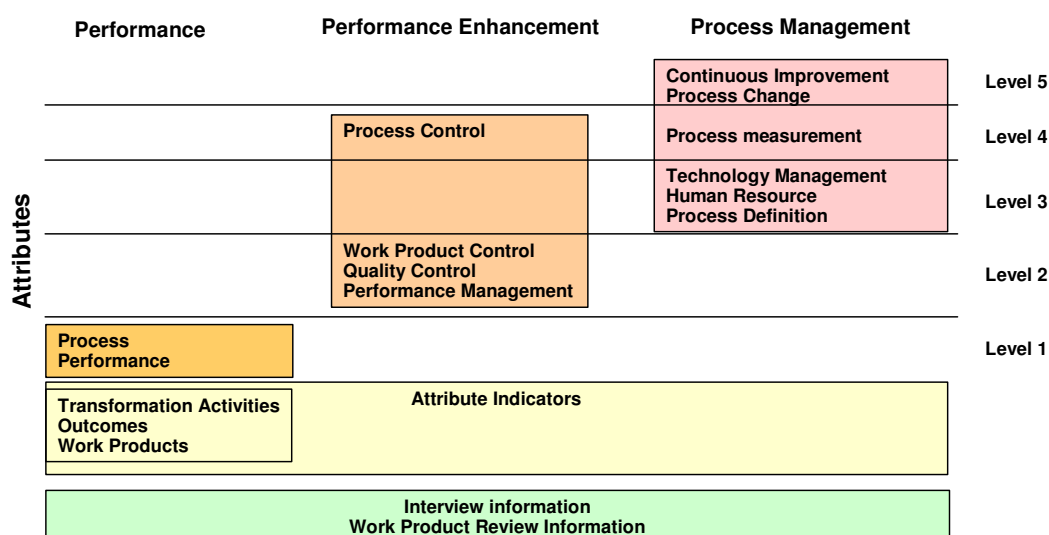 Performance
Performance Enhancement
Process Management
Continuous Improvement
Process Change
Level 5
Process Control
Process measurement
Level 4
Technology Management
Human Resource
Process Definition
Level 3
Attributes
Work Product Control
Quality Control
Performance Management
Level 2
Process
Performance
Level 1
Attribute Indicators
Transformation Activities
Outcomes
Work Products
Interview information
Work Product Review Information